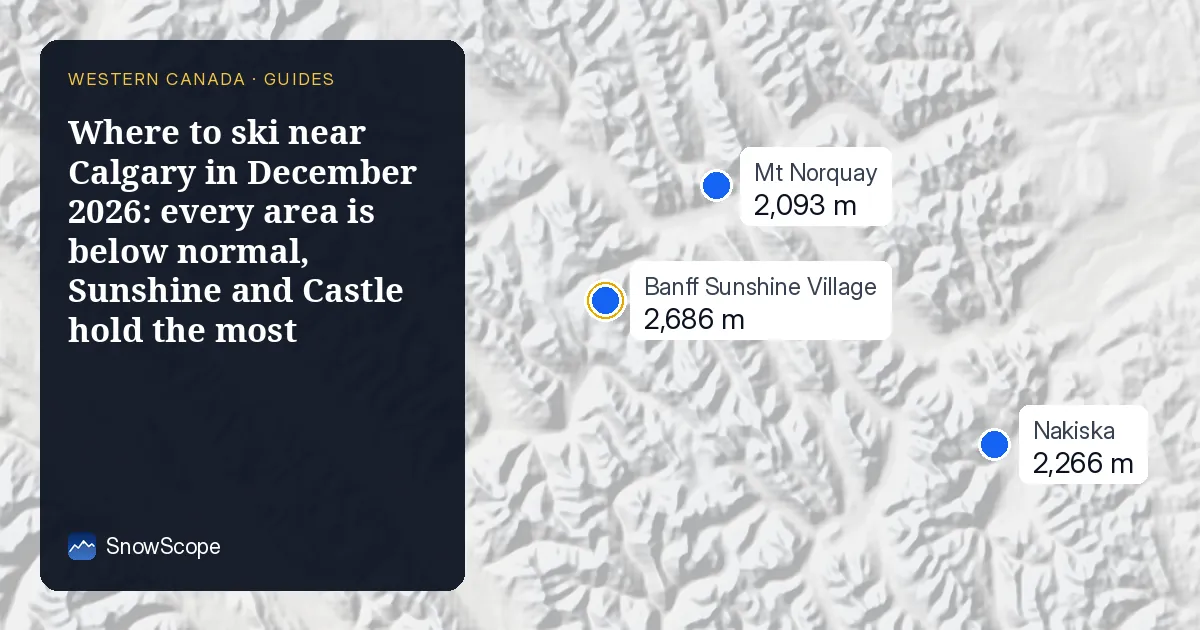 WESTERN CANADA · GUIDES
Where to ski near
Calgary in December
2026: every area is
below normal,
Sunshine and Castle
hold the most
SnowScope
Mt Norquay
2,093 m
Banff Sunshine Village
2,686 m
Nakiska
2,266 m